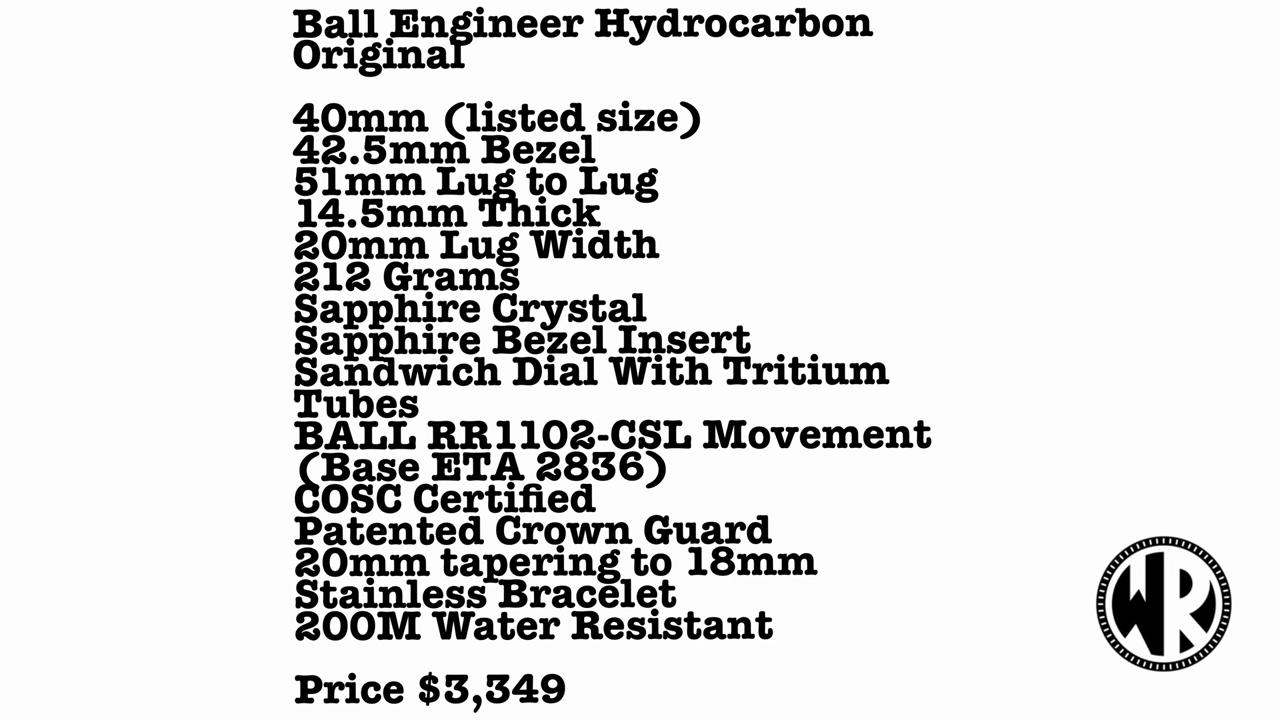 Ball Engineer Hydrocarbon
Original
40mm (listed size)
42.5mm Bezel
51mm Lug to Lug
14.5mm Thick
20mm Lug Width
212 Grams
Sapphire Crystal
Sapphire Bezel Insert
Sandwich Dial With Tritium
Tubes
BALL RR1102-CSL Movement
(Base ETA 2836)
COSC Certified
Patented Crown Guard
20mm tapering to 18mm
Stainless Bracelet
200M Water Resistant
Price $3,349
WR